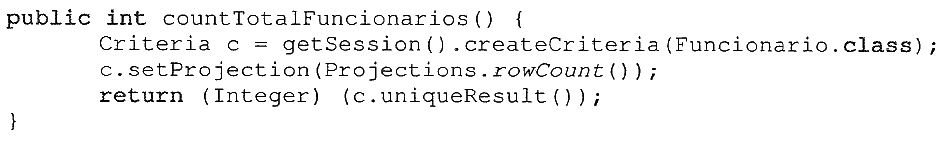 public int countTotalFuncionarios() {
Criteria c = getSession().createCriteria(Funcionario.class);
c.setProjection(Projections.rowCount());
return (Integer) (c.uniqueResult());
}